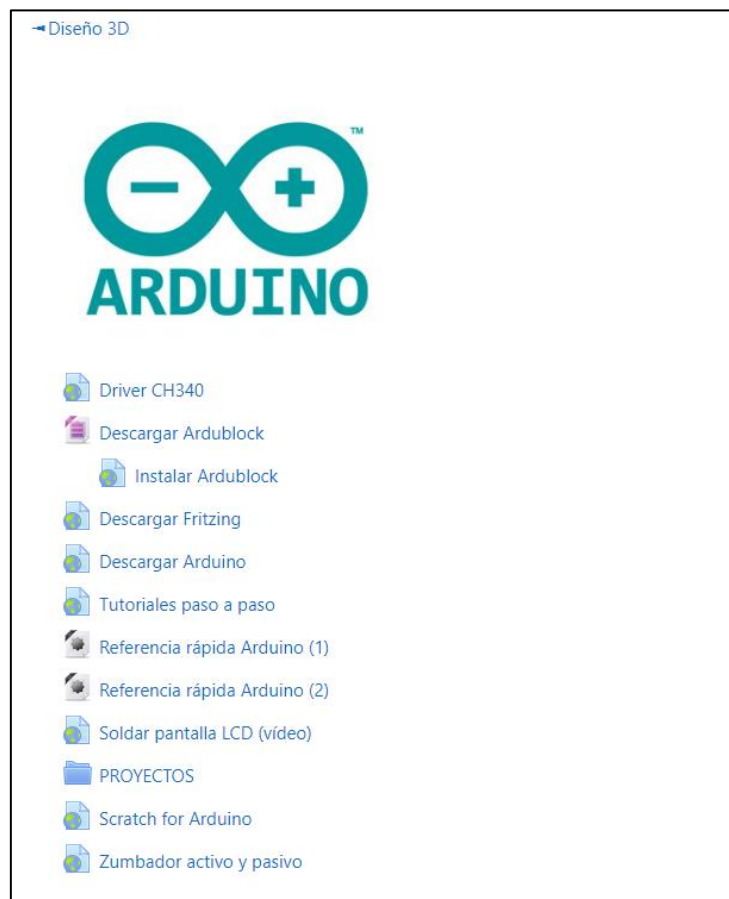 Diseño 3D
TM
ARDUINO
Driver CH340
Descargar Ardublock
Instalar Ardublock
Descargar Fritzing
Descargar Arduino
Tutoriales paso a paso
Referencia rápida Arduino (1)
Referencia rápida Arduino (2)
Soldar pantalla LCD (vídeo)
PROYECTOS
Scratch for Arduino
Zumbador activo y pasivo